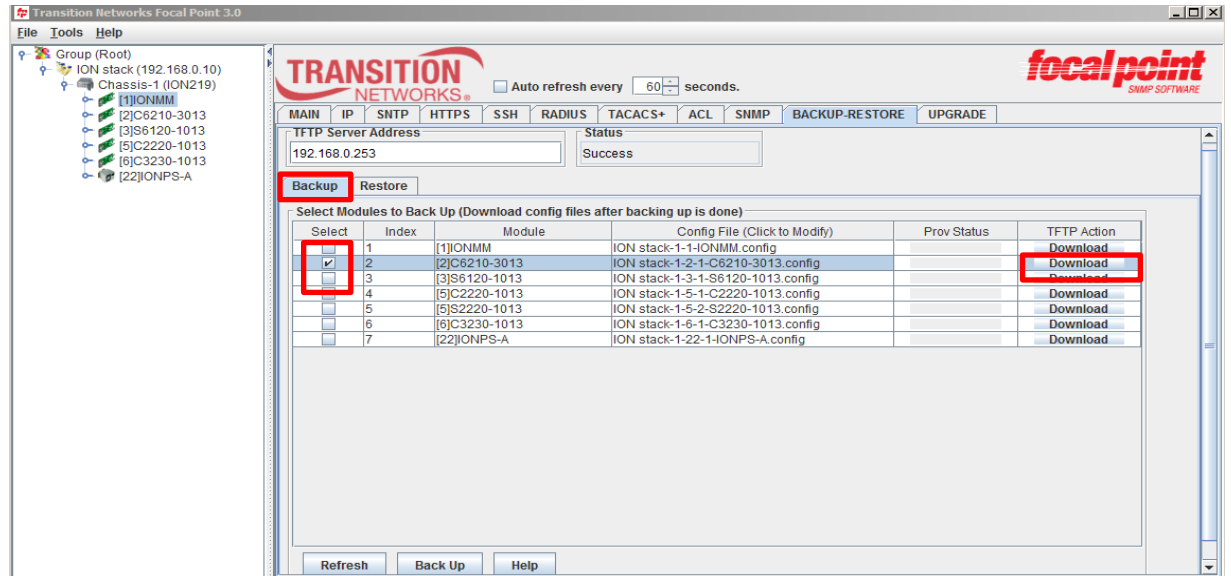 Transition Networks Focal Point 3.0
File Tools Help
Group (Root)
ION stack (192.168.0.10)
Chassis-1 (ION219)
[1]IONMM
[2]C6210-3013
[3]S6120-1013
[5]C2220-1013
[6]C3230-1013
[22]IONPS-A
TRANSITION
NETWORKS®
Auto refresh every 60 seconds.
focal point
SNMP SOFTWARE
MAIN IP SNTP HTTPS SSH RADIUS TACACS+ ACL SNMP BACKUP-RESTORE UPGRADE
TFTP Server Address Status
192.168.0.253 Success
Backup Restore
Select Modules to Back Up (Download config files after backing up is done)
Select Index Module Config File (Click to Modify) Prov Status TFTP Action
1 [1]IONMM ION stack-1-1-IONMM.config Download
2 [2]C6210-3013 ION stack-1-2-1-C6210-3013.config Download
3 [3]S6120-1013 ION stack-1-3-1-S6120-1013.config Download
4 [5]C2220-1013 ION stack-1-5-1-C2220-1013.config Download
5 [5]S2220-1013 ION stack-1-5-2-S2220-1013.config Download
6 [6]C3230-1013 ION stack-1-6-1-C3230-1013.config Download
7 [22]IONPS-A ION stack-1-22-1-IONPS-A.config Download
Refresh Back Up Help